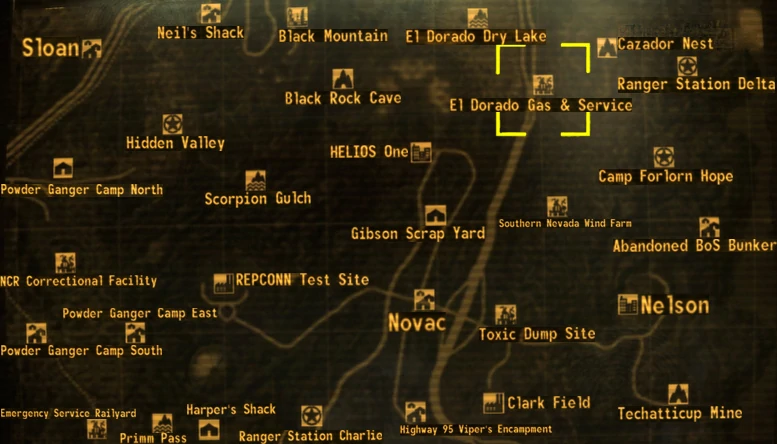 Sloan
Neil's Shack
Black Mountain
El Dorado Dry Lake
Cazador Nest
Black Rock Cave
El Dorado Gas & Service
Ranger Station Delta
Hidden Valley
HELIOS One
Powder Ganger Camp North
Scorpion Gulch
Camp Forlorn Hope
Gibson Scrap Yard
Southern Nevada Wind Farm
Abandoned BoS Bunker
NCR Correctional Facility
REPCONN Test Site
Powder Ganger Camp East
Novac
Nelson
Powder Ganger Camp South
Toxic Dump Site
Emergency Service Railyard
Harper's Shack
Clark Field
Techatticup Mine
Primm Pass
Ranger Station Charlie
Highway 95 Viper's Encampment